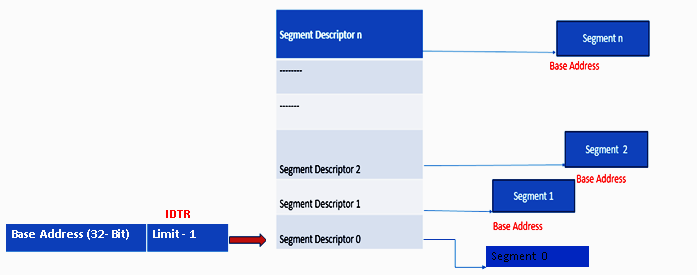 Segment Descriptor n
Segment n
Base Address
--------
-------
Segment 2
Segment Descriptor 2
Base Address
Segment 1
Segment Descriptor 1
IDTR
Base Address
Base Address (32- Bit)
Limit - 1
Segment Descriptor 0
Segment 0